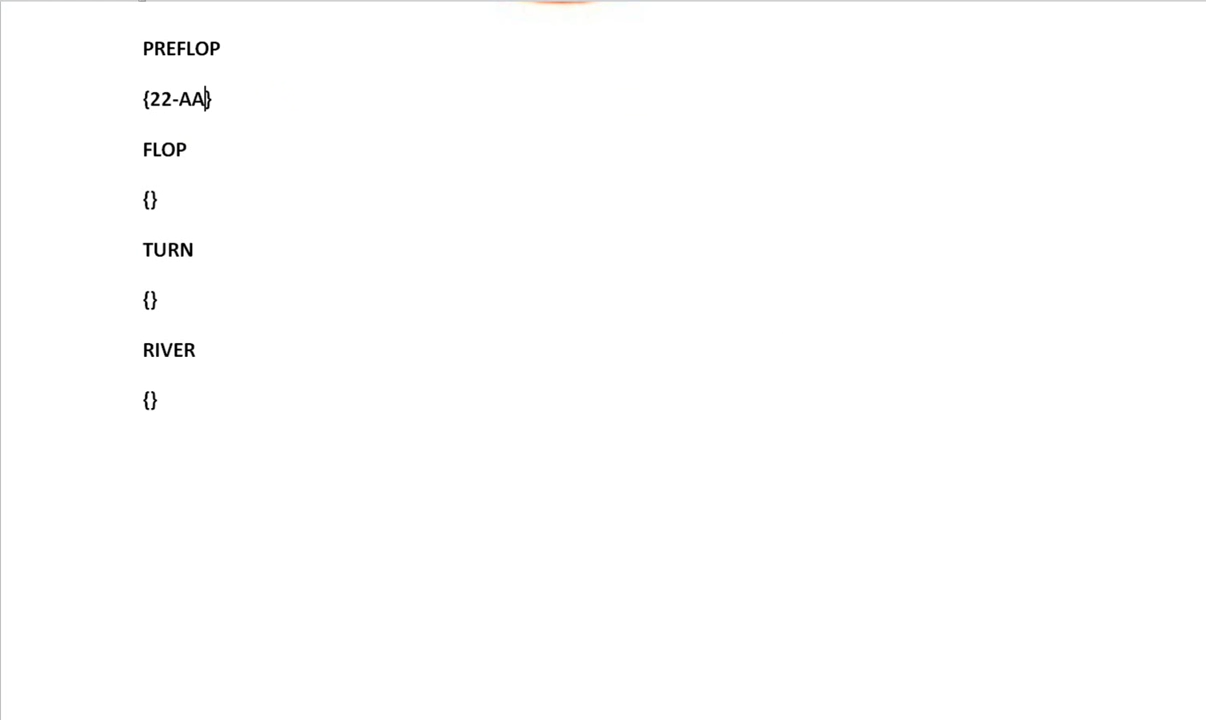 PREFLOP
{22-AA}
FLOP
{}
TURN
{}
RIVER
{}